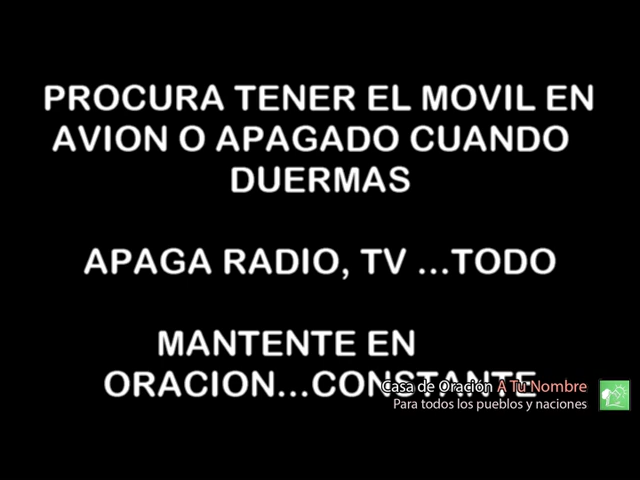 PROCURA TENER EL MOVIL EN
AVION O APAGADO CUANDO
DUERMAS
APAGA RADIO, TV ...TODO
MANTENTE EN
ORACION...CONSTANTE
Casa de Oración A Tu Nombre
Para todos los pueblos y naciones